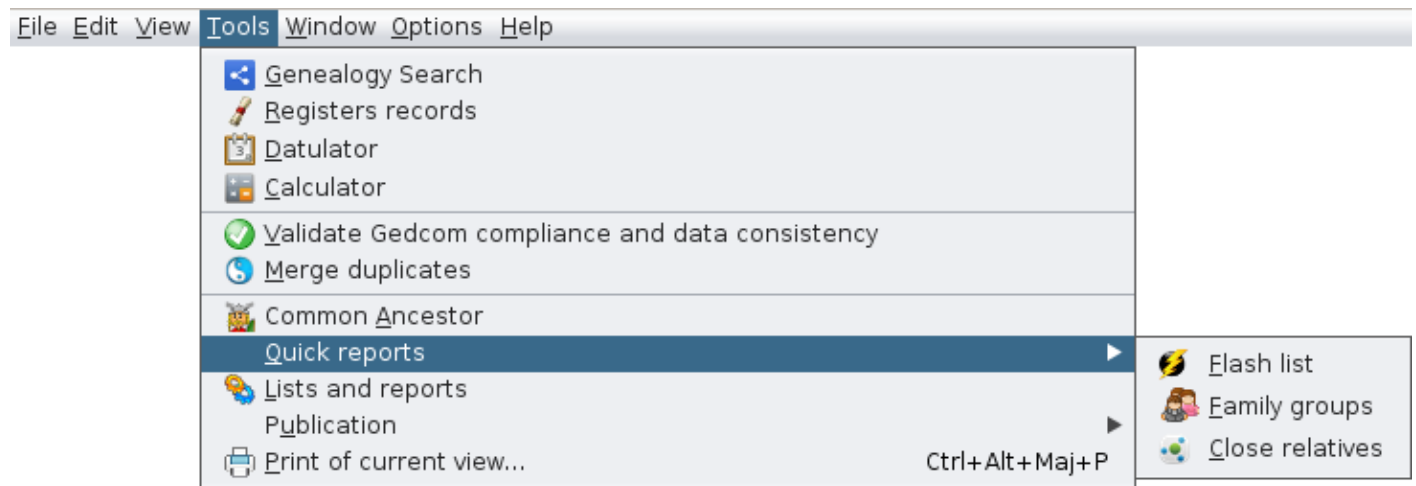 File Edit View Tools Window Options Help
Genealogy Search
Registers records
Datulator
Calculator
Validate Gedcom compliance and data consistency
Merge duplicates
Common Ancestor
Quick reports
Lists and reports
Publication
Print of current view... Ctrl+Alt+Maj+P
Flash list
Family groups
Close relatives